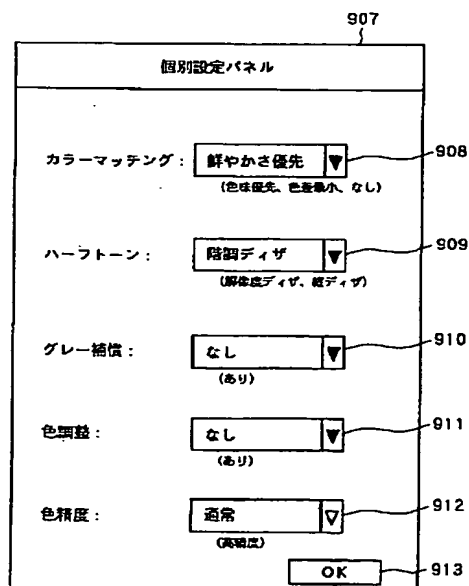 907
個別設定パネル
カラーマッチング： 鮮やかさ優先 908
(色味優先、色差最小、なし)
ハーフトーン： 階調ディザ 909
(解像度ディザ、縦ディザ)
グレー補償： なし 910
(あり)
色調整： なし 911
(あり)
色精度： 通常 912
(高精度)
OK 913